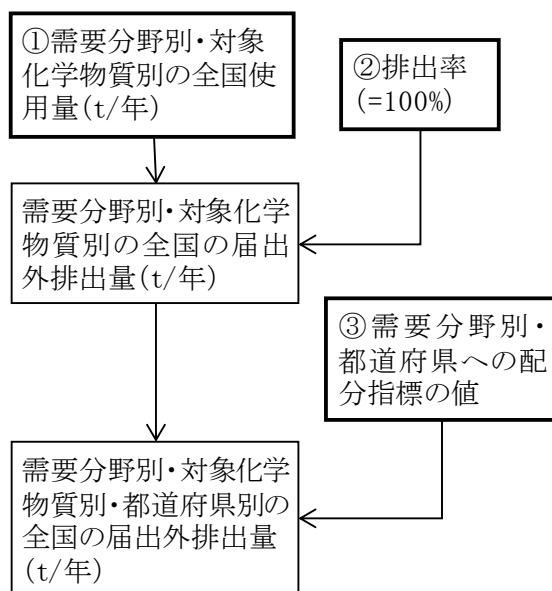 ①需要分野別・対象
化学物質別の全国使
用量(t/年)
②排出率
(=100%)
需要分野別・対象化学
物質別の全国の届出
外排出量(t/年)
③需要分野別・
都道府県への配
分指標の値
需要分野別・対象化学
物質別・都道府県別の
全国の届出外排出量
(t/年)